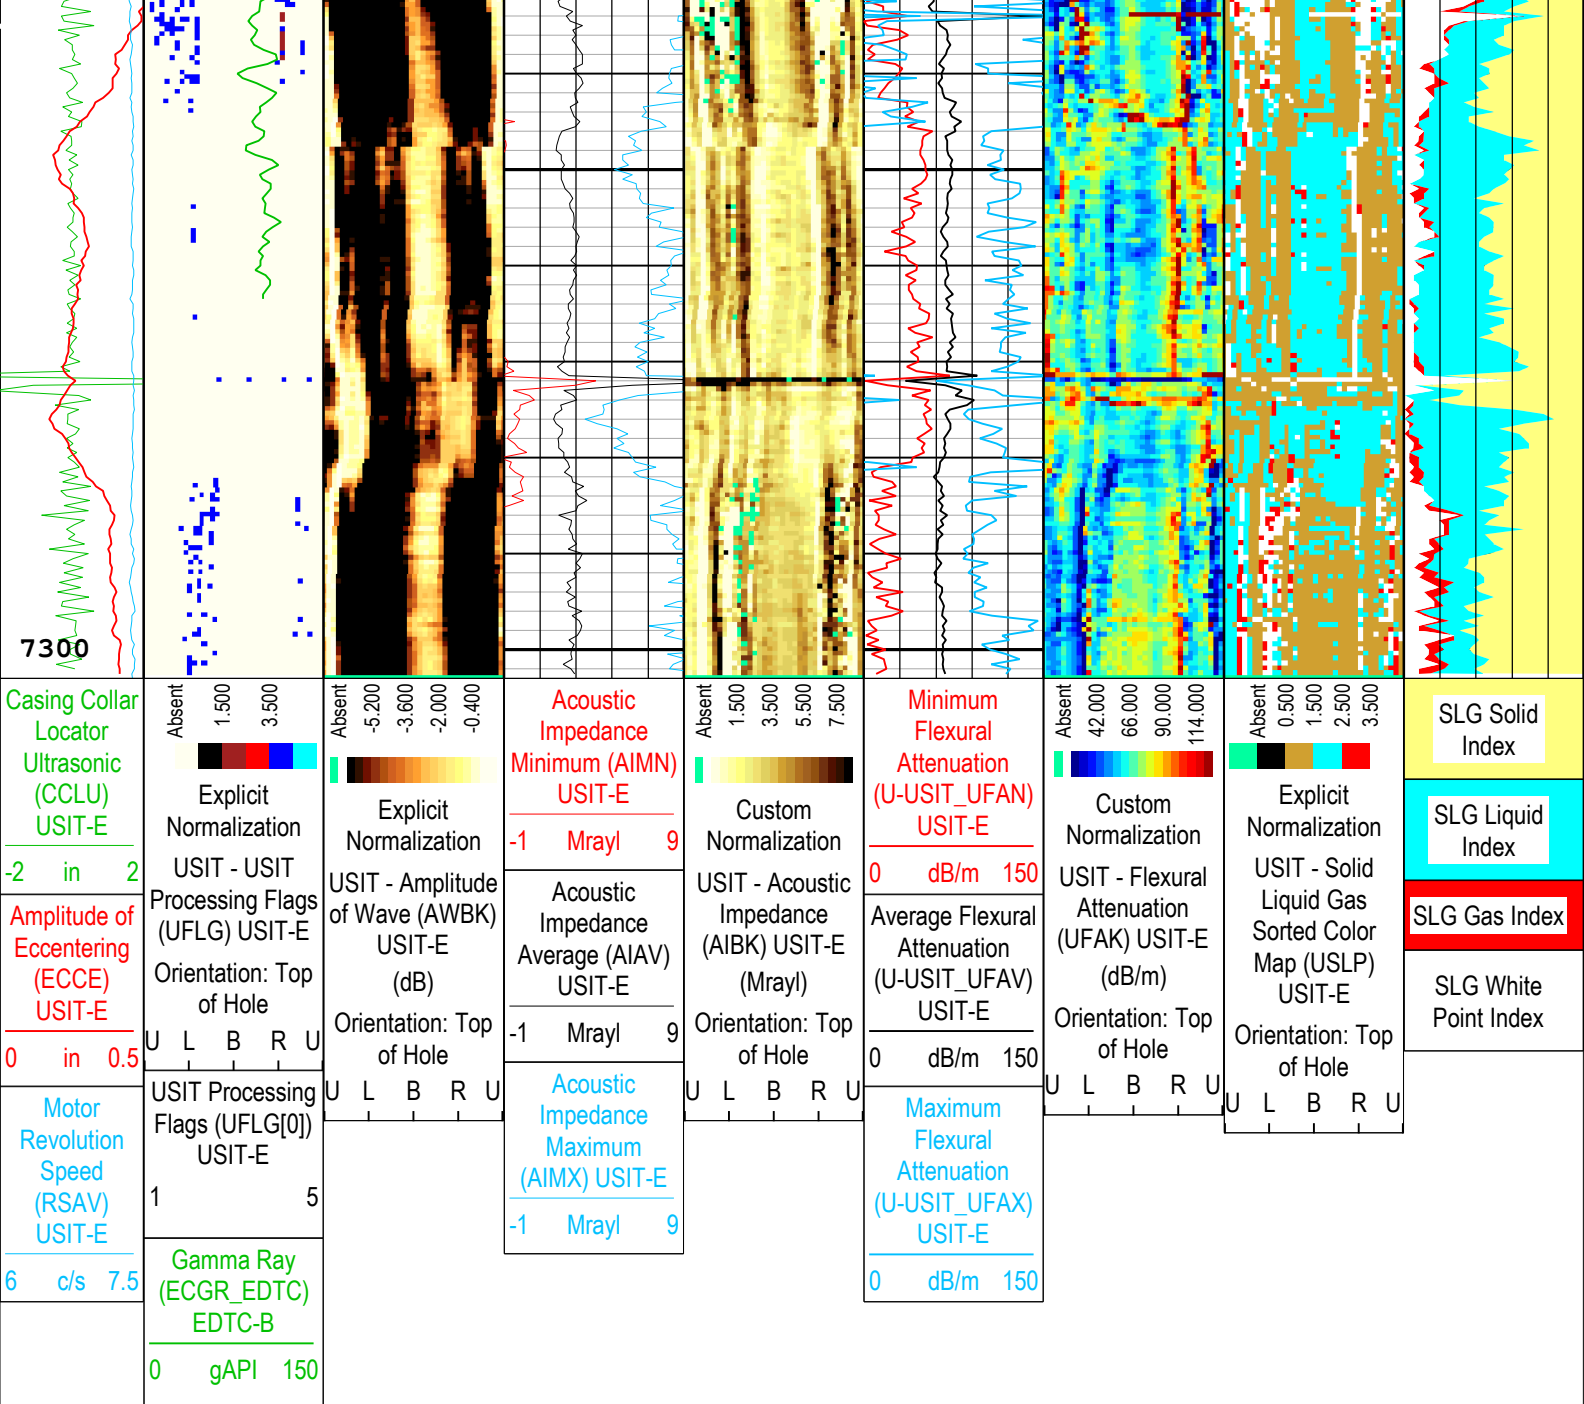 7300
Casing Collar
Locator
Ultrasonic
(CCLU)
USIT-E
-2 in 2
Amplitude of
Eccentering
(ECCE)
USIT-E
0 in 0.5
Motor
Revolution
Speed
(RSAV)
USIT-E
6 c/s 7.5
Absent 1.500 3.500
Explicit
Normalization
USIT - USIT
Processing Flags
(UFLG) USIT-E
Orientation: Top
of Hole
U L B R U
USIT Processing
Flags (UFLG[0])
USIT-E
1 5
Gamma Ray
(ECGR_EDTC)
EDTC-B
0 gAPI 150
Absent -5.200 -3.600 -2.000 -0.400
Explicit
Normalization
USIT - Amplitude
of Wave (AWBK)
USIT-E
(dB)
Orientation: Top
of Hole
U L B R U
Acoustic
Impedance
Minimum (AIMN)
USIT-E
-1 Mrayl 9
Acoustic
Impedance
Average (AIAV)
USIT-E
-1 Mrayl 9
Acoustic
Impedance
Maximum
(AIMX) USIT-E
-1 Mrayl 9
Absent 1.500 3.500 5.500 7.500
Custom
Normalization
USIT - Acoustic
Impedance
(AIBK) USIT-E
(Mrayl)
Orientation: Top
of Hole
U L B R U
Minimum
Flexural
Attenuation
(U-USIT_UFAN)
USIT-E
0 dB/m 150
Average Flexural
Attenuation
(U-USIT_UFAV)
USIT-E
0 dB/m 150
Maximum
Flexural
Attenuation
(U-USIT_UFAX)
USIT-E
0 dB/m 150
Absent 42.000 66.000 90.000 114.000
Custom
Normalization
USIT - Flexural
Attenuation
(UFAK) USIT-E
(dB/m)
Orientation: Top
of Hole
U L B R U
Absent 0.500 1.500 2.500 3.500
Explicit
Normalization
USIT - Solid
Liquid Gas
Sorted Color
Map (USLP)
USIT-E
Orientation: Top
of Hole
U L B R U
SLG Solid
Index
SLG Liquid
Index
SLG Gas Index
SLG White
Point Index